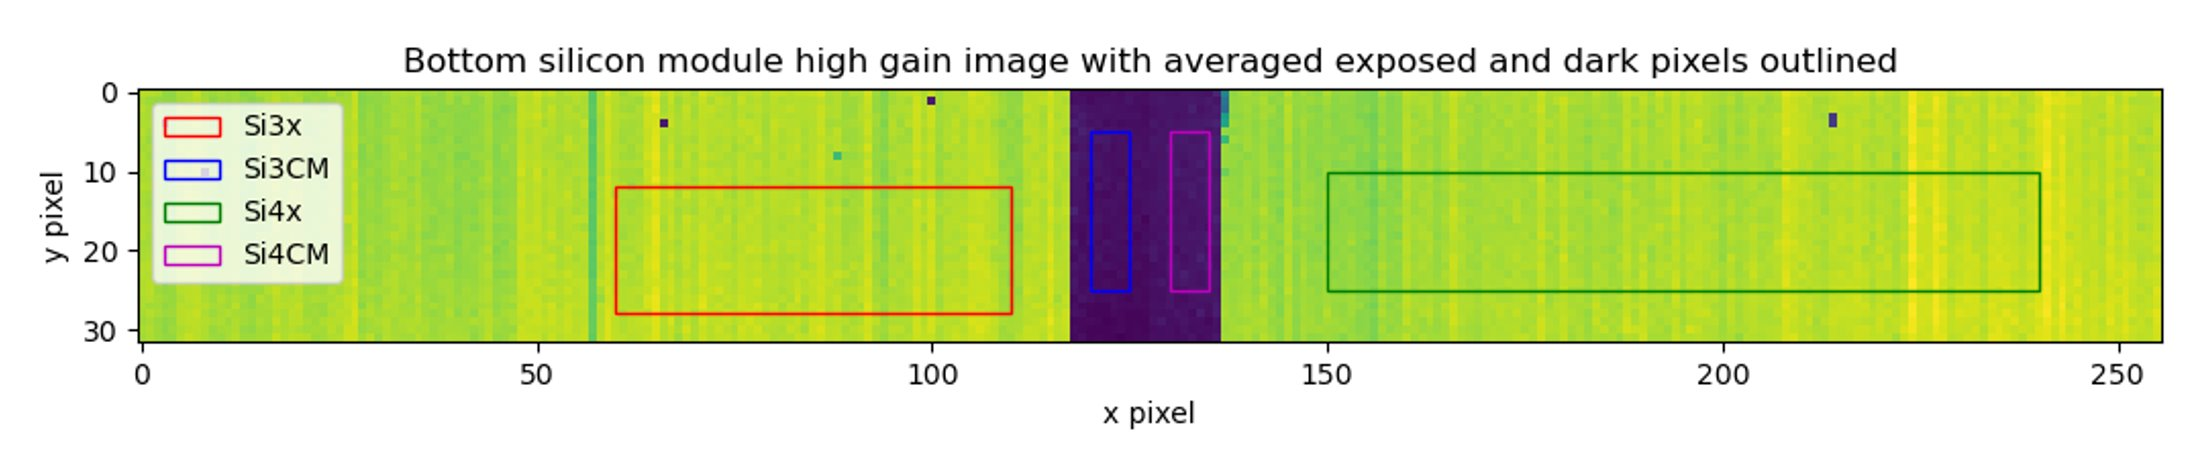 Bottom silicon module high gain image with averaged exposed and dark pixels outlined
0
10
20
30
y pixel
Si3x
Si3CM
Si4x
Si4CM
0 50 100 150 200 250
x pixel